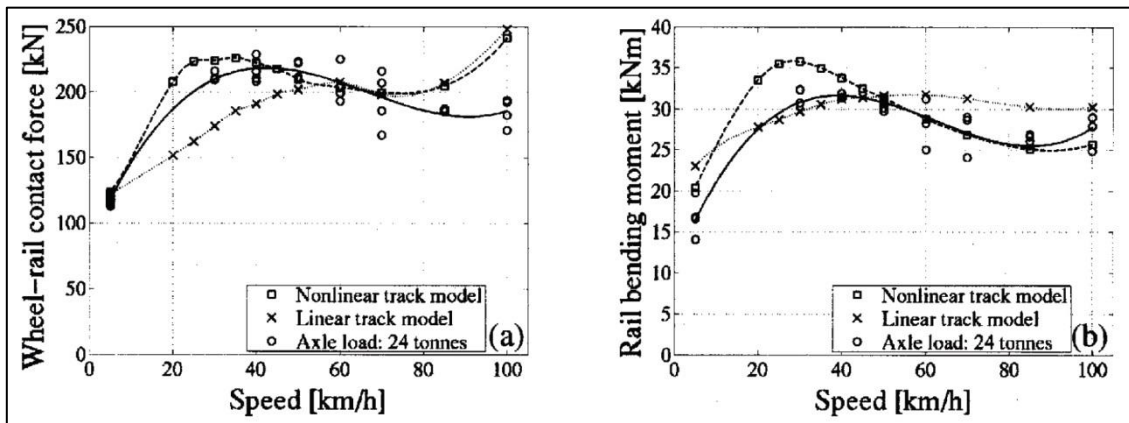 Wheel-rail contact force [kN]
250
200
150
100
50
0
0 20 40 60 80 100
Speed [km/h]
Nonlinear track model
Linear track model
Axle load: 24 tonnes
(a)
Rail bending moment [kNm]
40
35
30
25
20
15
10
5
0
0 20 40 60 80 100
Speed [km/h]
Nonlinear track model
Linear track model
Axle load: 24 tonnes
(b)